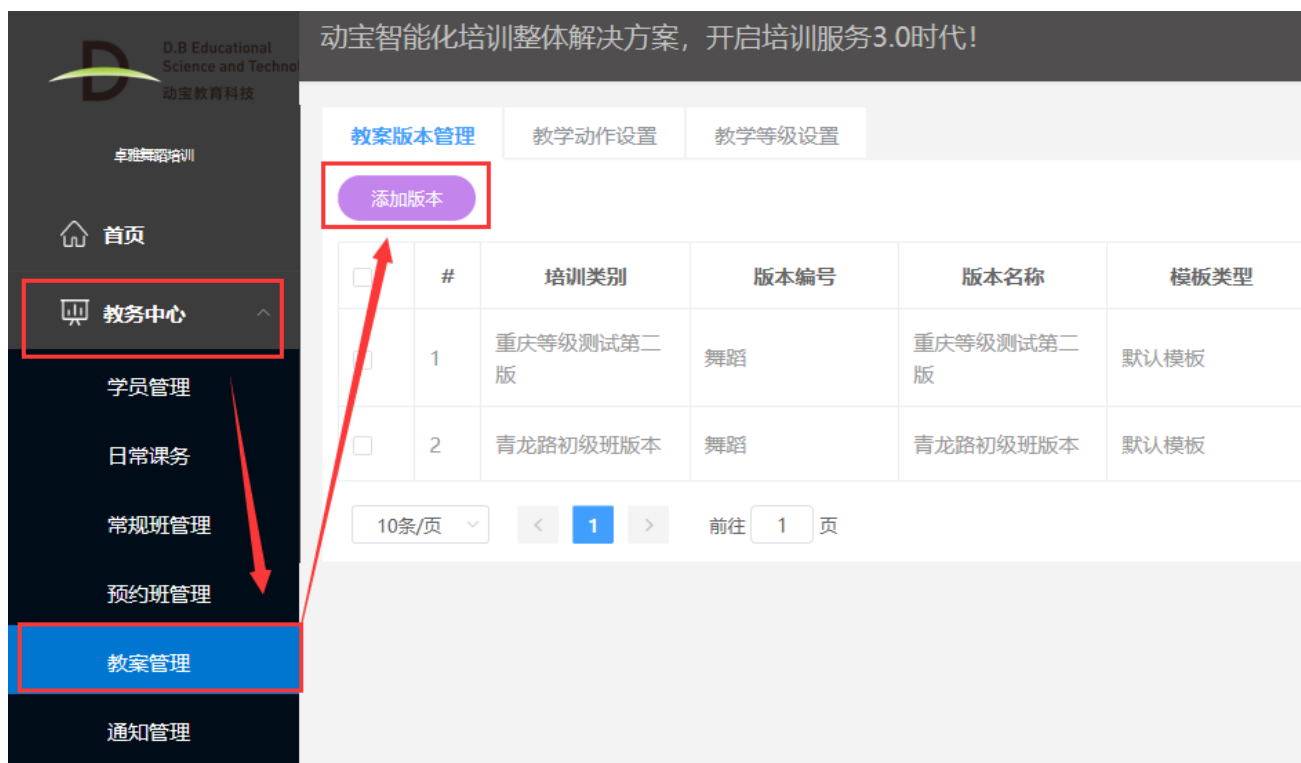 D.B Educational
Science and Techno
动宝教育科技
动宝智能化培训整体解决方案，开启培训服务3.0时代！
卓雅舞蹈培训
首页
教务中心
学员管理
日常课务
常规班管理
预约班管理
教案管理
通知管理
教案版本管理 教学动作设置 教学等级设置
添加版本
# 培训类别 版本编号 版本名称 模板类型
1 重庆等级测试第二 舞蹈 重庆等级测试第二 默认模板
版 版
2 青龙路初级班版本 舞蹈 青龙路初级班版本 默认模板
10条/页 < 1 > 前往 1 页